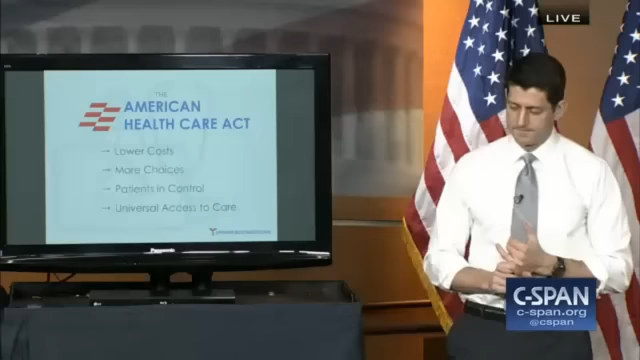 LIVE
THE
AMERICAN
HEALTH CARE ACT
→ Lower Costs
→ More Choices
→ Patients in Control
→ Universal Access to Care
Panasonic
C-SPAN
c-span.org
@cspan